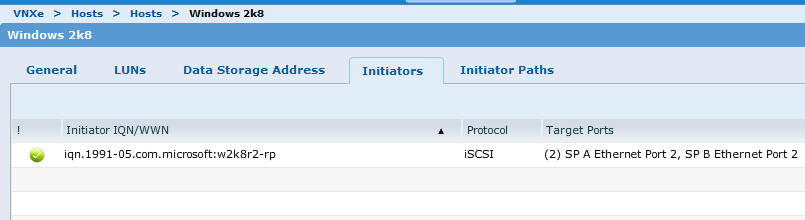 VNXe > Hosts > Hosts > Windows 2k8
Windows 2k8
General LUNs Data Storage Address Initiators Initiator Paths
! Initiator IQN/WWN ▲ Protocol Target Ports
iqn.1991-05.com.microsoft:w2k8r2-rp iSCSI (2) SP A Ethernet Port 2, SP B Ethernet Port 2